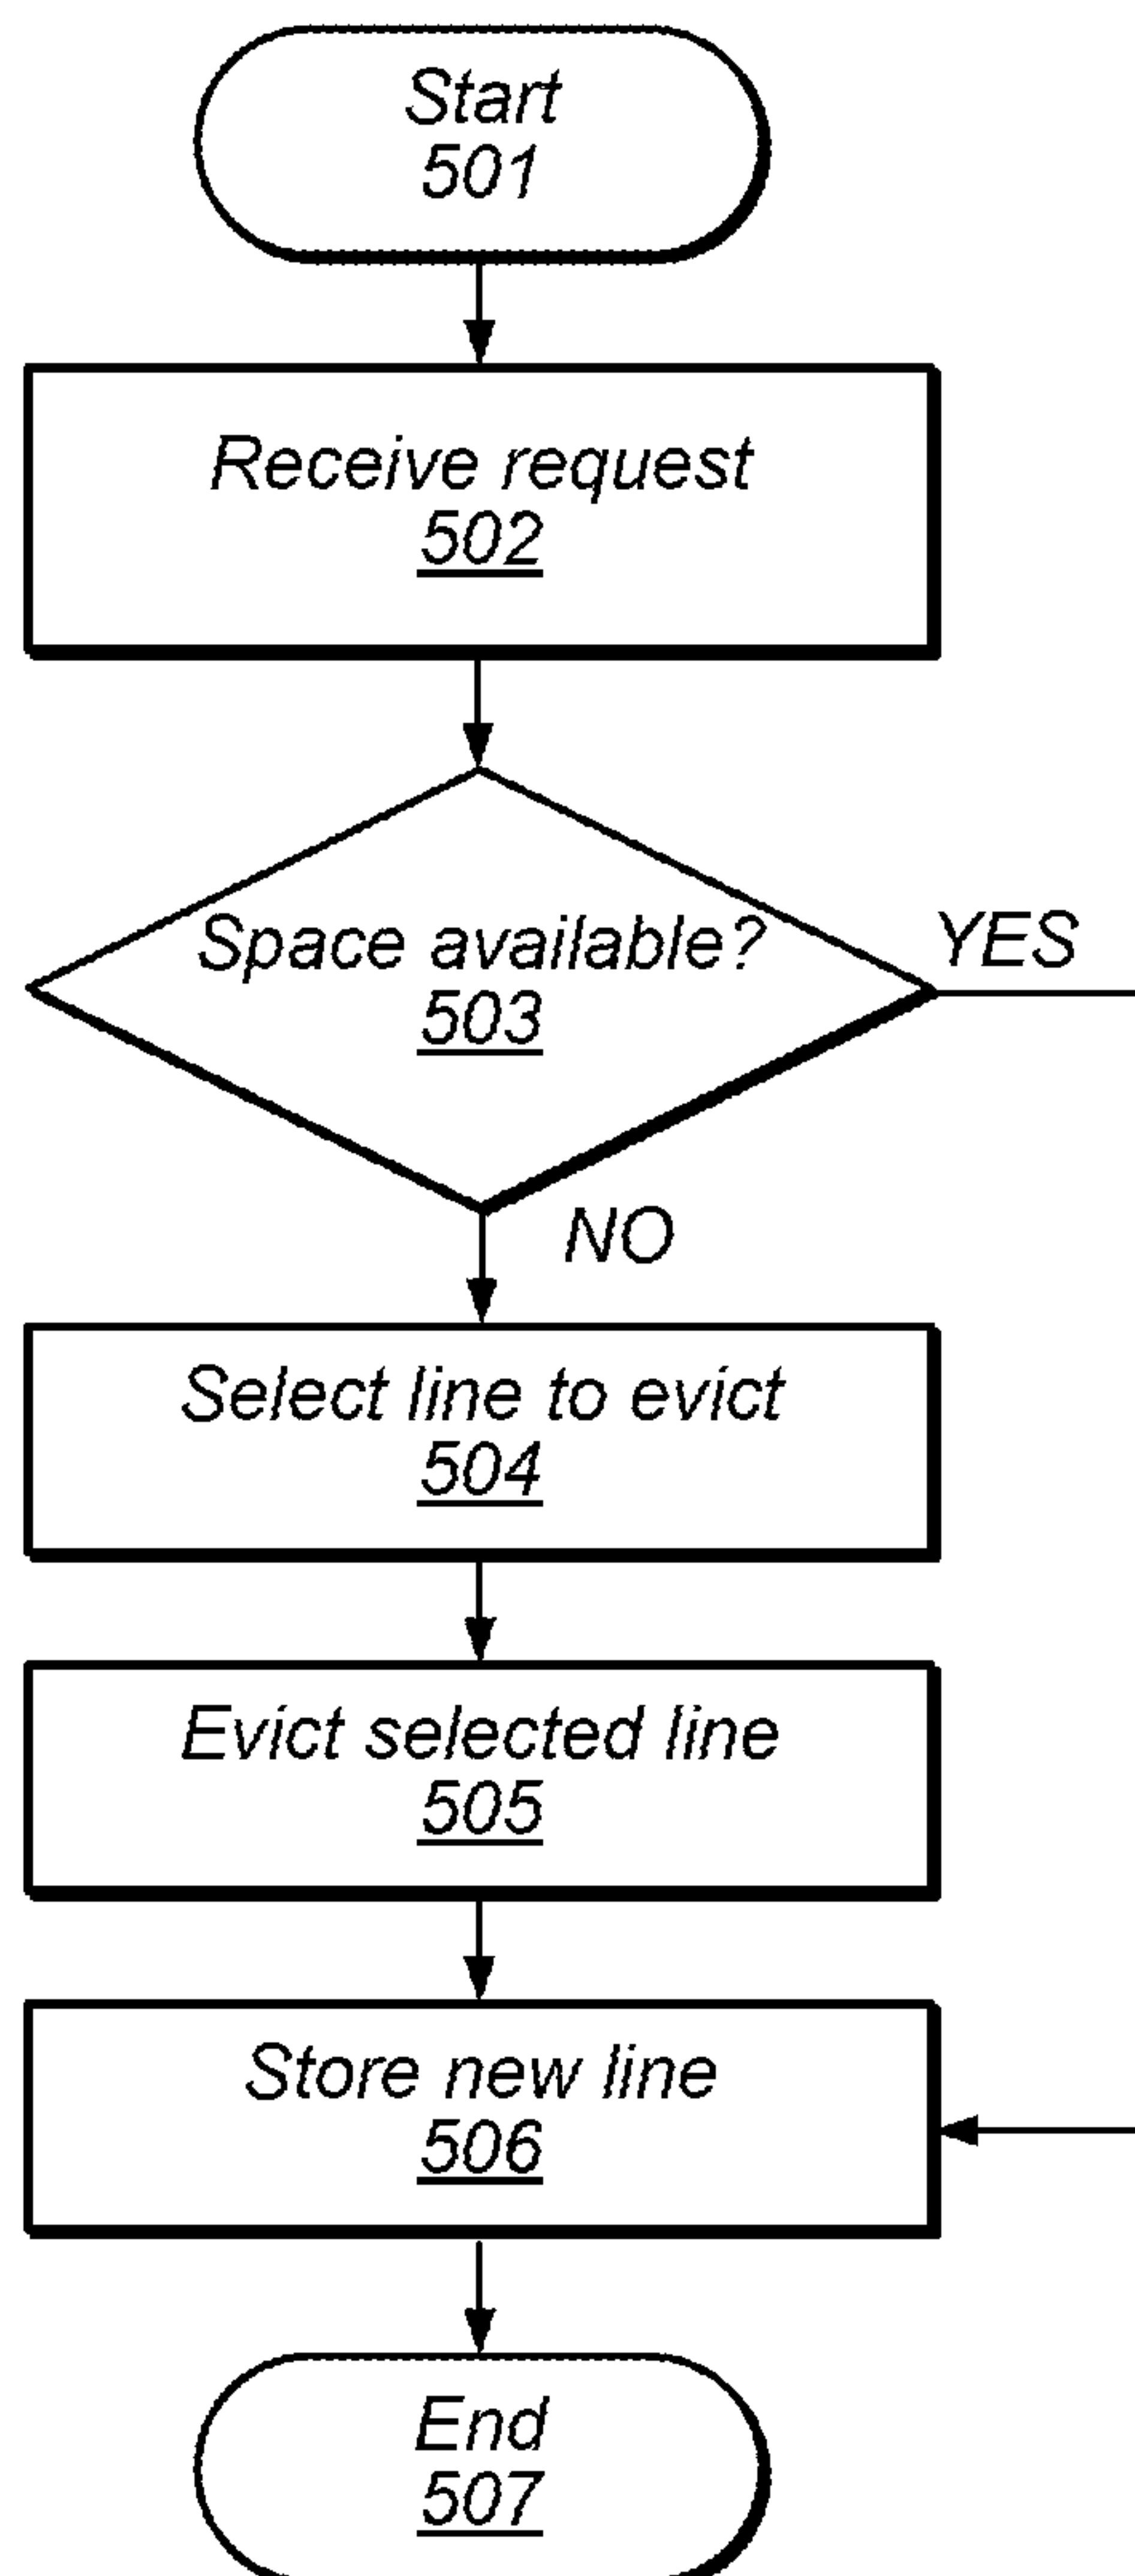 Start
501
Receive request
502
Space available?
503
YES
NO
Select line to evict
504
Evict selected line
505
Store new line
506
End
507